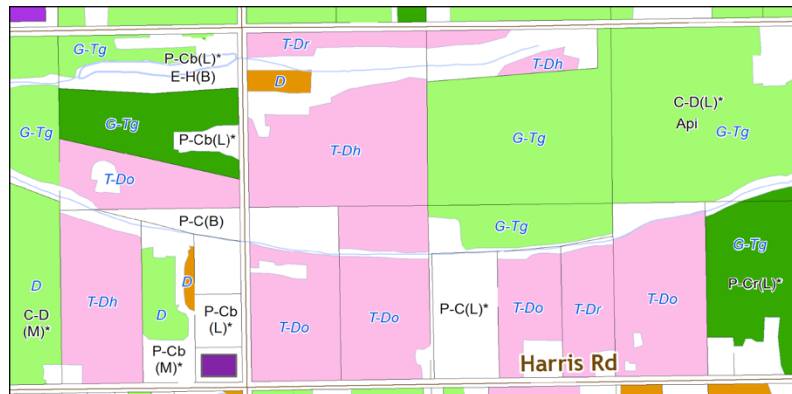 G-Tg
P-Cb(L)*
E-H(B)
T-Dr
T-Dh
D
C-D(L)*
Api
G-Tg
G-Tg
P-Cb(L)*
T-Dh
G-Tg
T-Do
G-Tg
P-C(B)
G-Tg
G-Tg
D
C-D
(M)*
T-Dh
D
D
P-Cb
(L)*
P-Cb
(M)*
T-Do
T-Do
P-C(L)*
T-Do
T-Dr
T-Do
P-Cr(L)*
Harris Rd